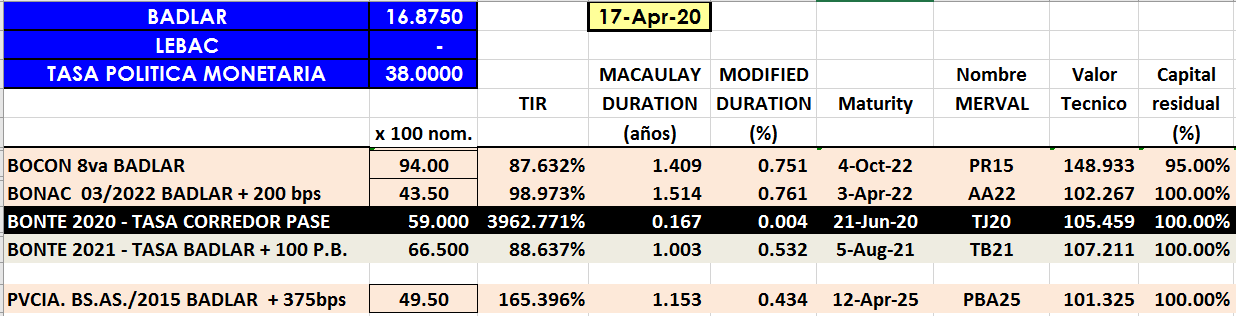 BADLAR 16.8750 17-Apr-20
LEBAC -
TASA POLITICA MONETARIA 38.0000 MACAULAY MODIFIED Nombre Valor Capital
TIR DURATION DURATION Maturity MERVAL Tecnico residual
x 100 nom. (años) (%) (%)
BOCON 8va BADLAR 94.00 87.632% 1.409 0.751 4-Oct-22 PR15 148.933 95.00%
BONAC 03/2022 BADLAR + 200 bps 43.50 98.973% 1.514 0.761 3-Apr-22 AA22 102.267 100.00%
BONTE 2020 - TASA CORREDOR PASE 59.000 3962.771% 0.167 0.004 21-Jun-20 TJ20 105.459 100.00%
BONTE 2021 - TASA BADLAR + 100 P.B. 66.500 88.637% 1.003 0.532 5-Aug-21 TB21 107.211 100.00%
PVCIA. BS.AS./2015 BADLAR + 375bps 49.50 165.396% 1.153 0.434 12-Apr-25 PBA25 101.325 100.00%